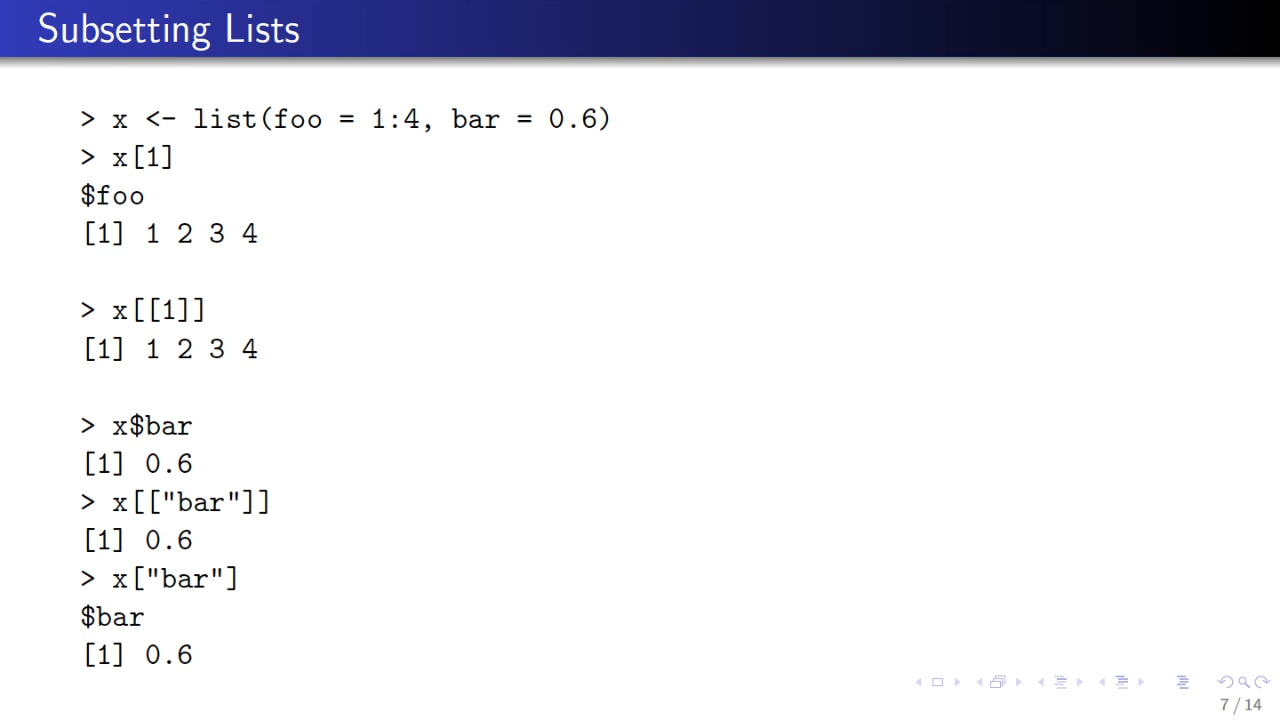 Subsetting Lists
> x <- list(foo = 1:4, bar = 0.6)
> x[1]
$foo
[1] 1 2 3 4
> x[[1]]
[1] 1 2 3 4
> x$bar
[1] 0.6
> x[["bar"]]
[1] 0.6
> x["bar"]
$bar
[1] 0.6
7 / 14